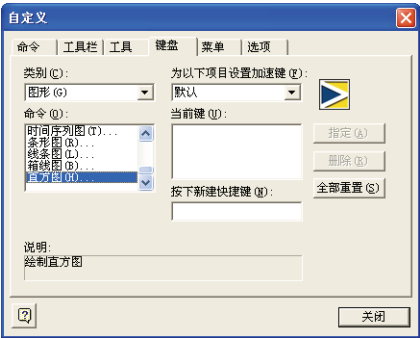 自定义
命令 工具栏 工具 键盘 菜单 选项
类别(C):
图形(G)
命令(O):
时间序列图(T)...
条形图(R)...
线条图(L)...
箱线图(B)...
直方图(H)...
为以下项目设置加速键(F):
默认
当前键(U):
按下新建快捷键(N):
指定(A)
删除(R)
全部重置(S)
说明:
绘制直方图
关闭